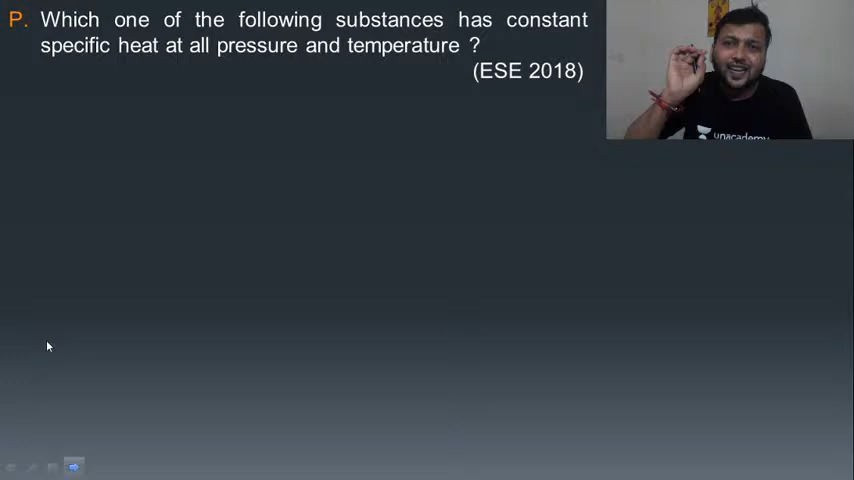 P. Which one of the following substances has constant
specific heat at all pressure and temperature ?
(ESE 2018)
unacademy